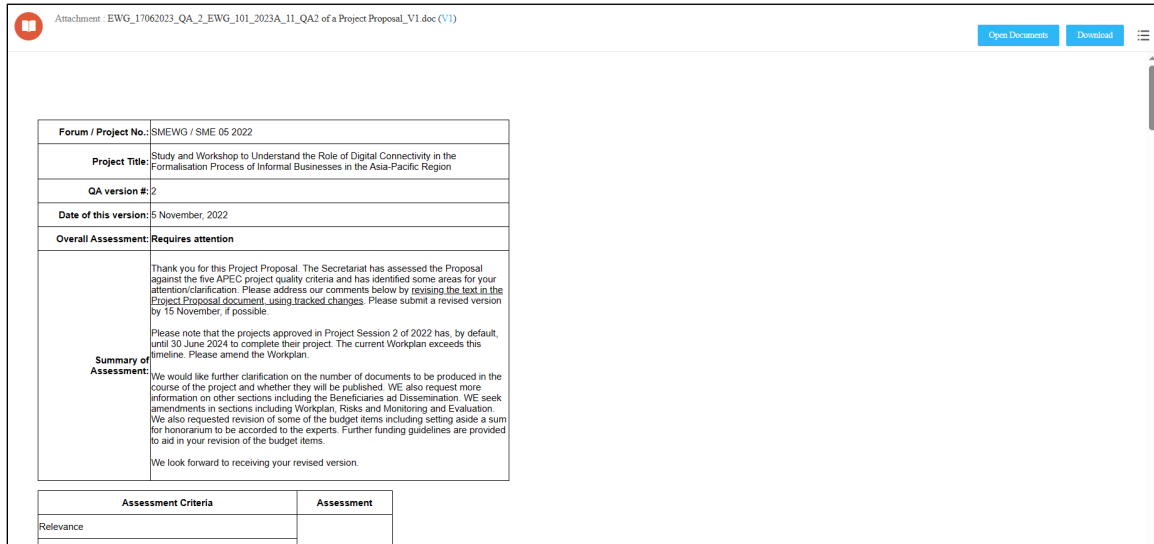 Attachment : EWG_17062023_QA_2_EWG_101_2023A_11_QA2 of a Project Proposal_V1.doc (V1)
Open Documents
Download
Forum / Project No.: SMEWG / SME 05 2022
Project Title: Study and Workshop to Understand the Role of Digital Connectivity in the
Formalisation Process of Informal Businesses in the Asia-Pacific Region
QA version #: 2
Date of this version: 5 November, 2022
Overall Assessment: Requires attention
Summary of
Assessment:
Thank you for this Project Proposal. The Secretariat has assessed the Proposal
against the five APEC project quality criteria and has identified some areas for your
attention/clarification. Please address our comments below by revising the text in the
Project Proposal document, using tracked changes. Please submit a revised version
by 15 November, if possible.
Please note that the projects approved in Project Session 2 of 2022 has, by default,
until 30 June 2024 to complete their project. The current Workplan exceeds this
timeline. Please amend the Workplan.
We would like further clarification on the number of documents to be produced in the
course of the project and whether they will be published. WE also request more
information on other sections including the Beneficiaries ad Dissemination. WE seek
amendments in sections including Workplan, Risks and Monitoring and Evaluation.
We also requested revision of some of the budget items including setting aside a sum
for honorarium to be accorded to the experts. Further funding guidelines are provided
to aid in your revision of the budget items.
We look forward to receiving your revised version.
Assessment Criteria
Assessment
Relevance